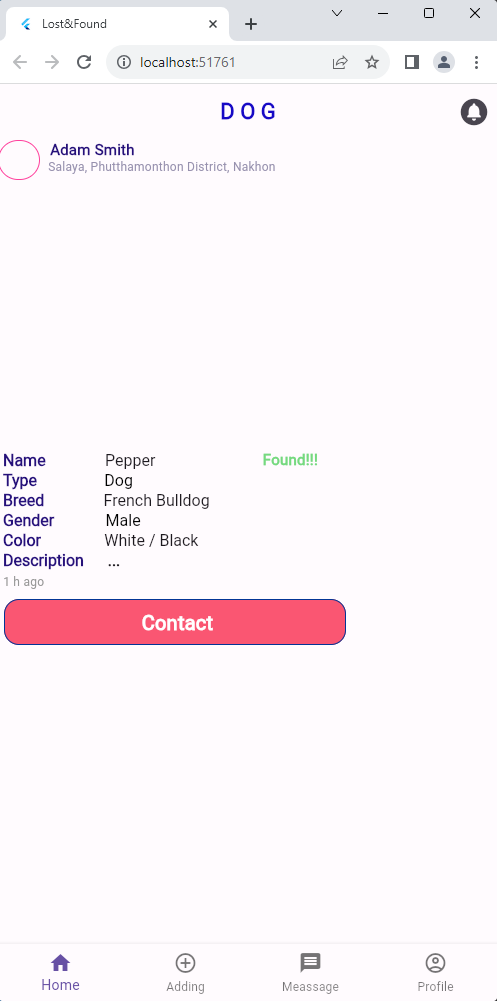 Lost&Found
localhost:51761
D O G
Adam Smith
Salaya, Phutthamonthon District, Nakhon
Name Pepper Found!!!
Type Dog
Breed French Bulldog
Gender Male
Color White / Black
Description ...
1 h ago
Contact
Home Adding Meassage Profile